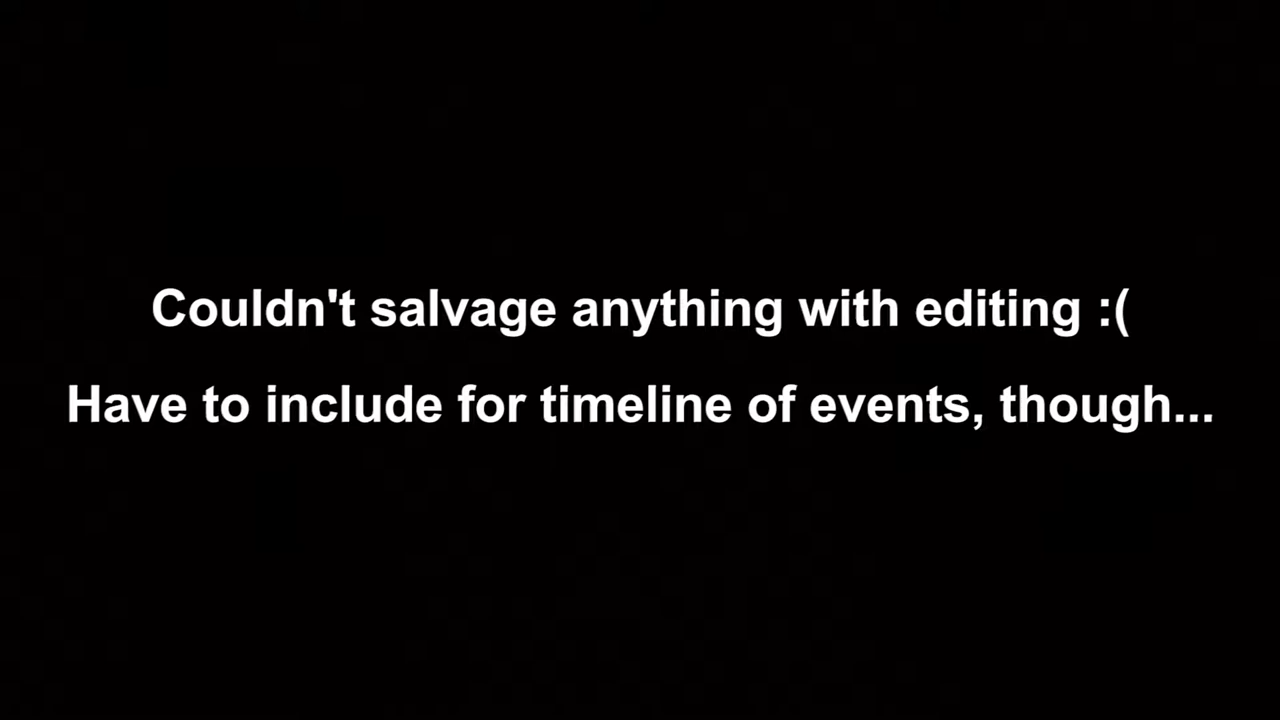 Couldn't salvage anything with editing :(
Have to include for timeline of events, though...